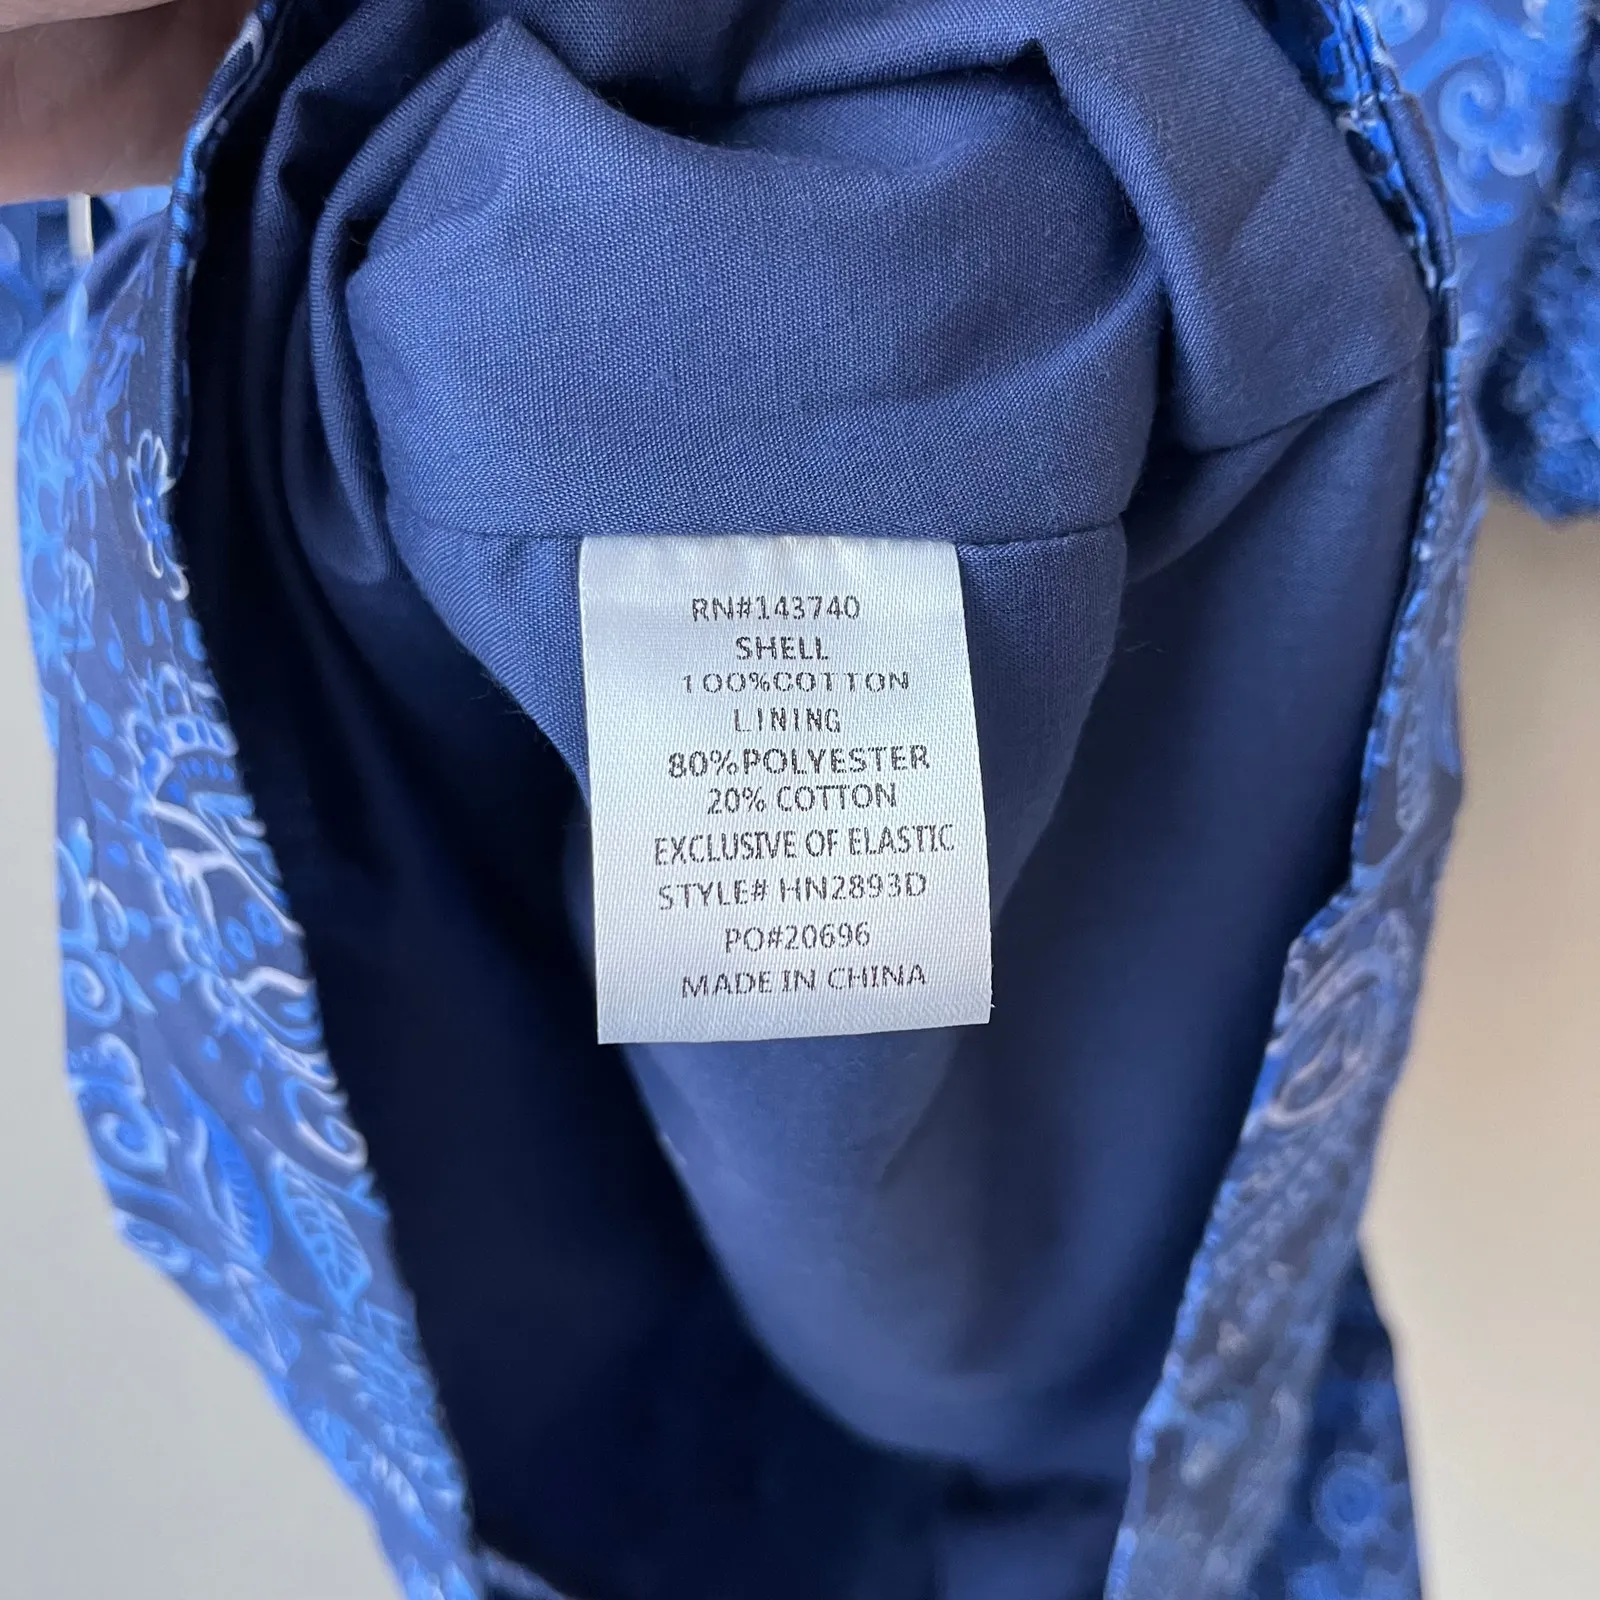 RN#143740
SHELL
100%COTTON
LINING
80%POLYESTER
20% COTTON
EXCLUSIVE OF ELASTIC
STYLE# HN2893D
PO#20696
MADE IN CHINA